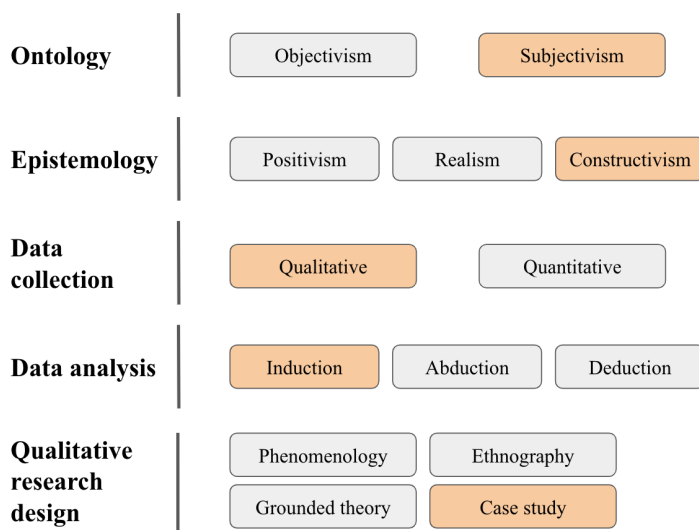 Ontology
Objectivism
Subjectivism
Epistemology
Positivism
Realism
Constructivism
Data
collection
Qualitative
Quantitative
Data analysis
Induction
Abduction
Deduction
Qualitative
research
design
Phenomenology
Ethnography
Grounded theory
Case study